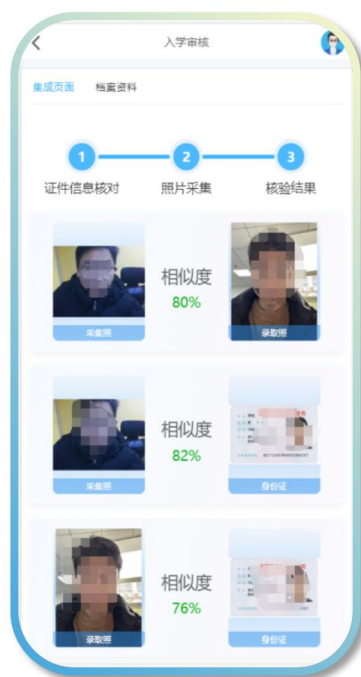 入学审核
集成页面 档案资料
1 2 3
证件信息核对 照片采集 核验结果
相似度
80%
采集照 录取照
相似度
82%
采集照 身份证
相似度
76%
录取照 身份证